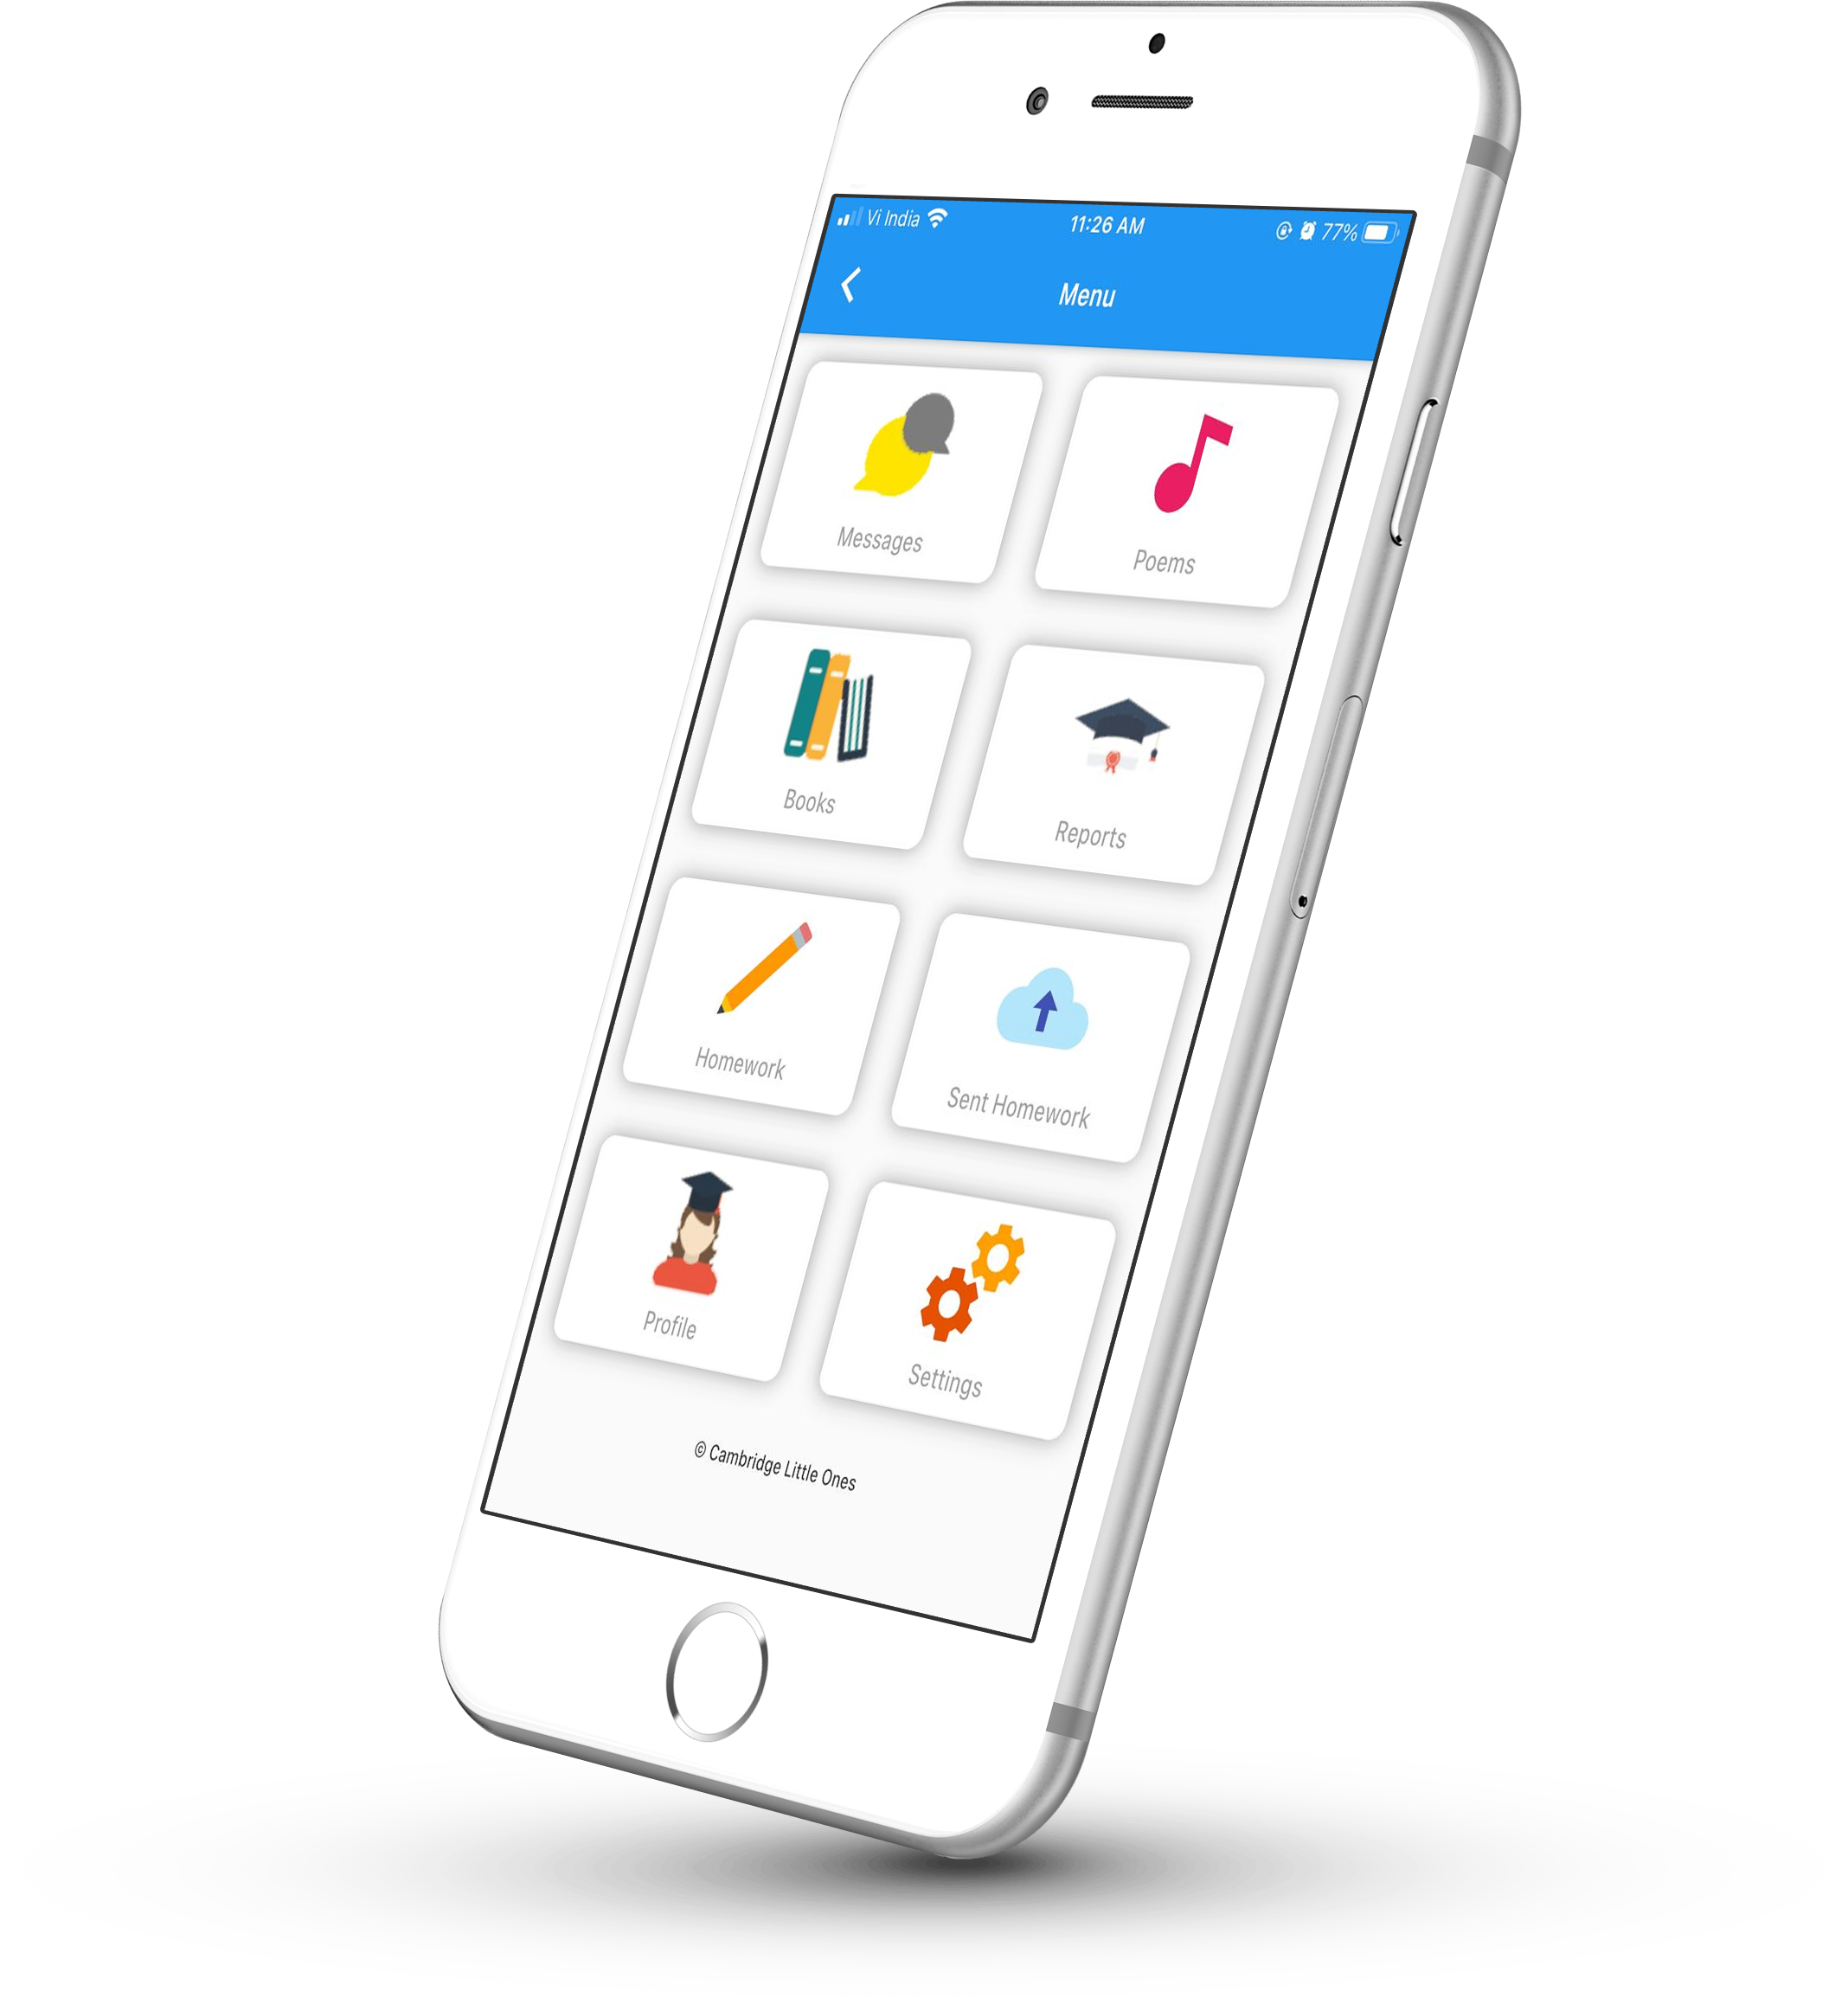 Vi India 11:26 AM 77%
Menu
Messages
Poems
Books
Reports
Homework
Sent Homework
Profile
Settings
© Cambridge Little Ones